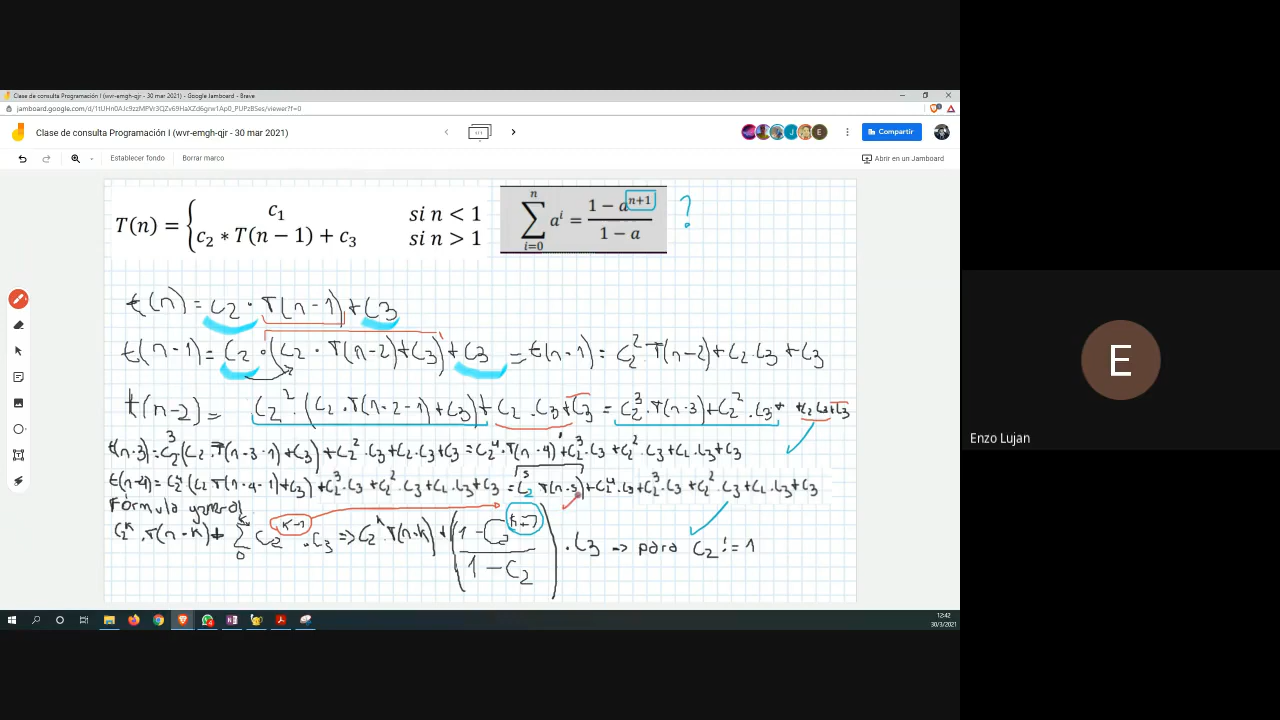 Clase de consulta Programación I (wvr-emgh-qjr - 30 mar 2021) - Google Jamboard - Brave
Clase de consulta Programación I (wvr-emgh-qjr - 30 mar 2021)
J E
Compartir
Establecer fondo Borrar marco
Abrir en un Jamboard
T(n) = { c₁ si n < 1
c₂ * T(n − 1) + c₃ si n > 1
∑ i=0 n aⁱ = (1 − aⁿ⁺¹)/(1 − a) ?
t(n) = C2 · T(n-1) + C3
t(n-1) = C2 · (C2 · T(n-2) + C3) + C3 = t(n-1) = C2² T(n-2) + C2.C3 + C3
t(n-2) = C2² · (C2 · T(n-2-1) + C3) + C2 . C3 + C3 = C2³ . T(n-3) + C2² . C3 + C2 C3 + C3
t(n-3) = C2³ (C2 . T(n-3-1) + C3) + C2² . C3 + C2 . C3 + C3 = C2⁴ . T(n-4) + C2³ . C3 + C2² . C3 + C2 . C3 + C3
t(n-4) = C2⁴ (C2 T(n-4-1) + C3) + C2³ . C3 + C2² . C3 + C2 . C3 + C3 = C2⁵ T(n-5) + C2⁴ . C3 + C2³ . C3 + C2² . C3 + C2 . C3 + C3
Fórmula general
C2ᴷ . T(n-K) + ∑ 0 C2 ᴷ⁻¹ . C3 => C2ᴷ . T(n-K) + ((1 - C2)/(1 - C2)) . C3 => para C2 != 1
E
Enzo Lujan
12:42
30/3/2021